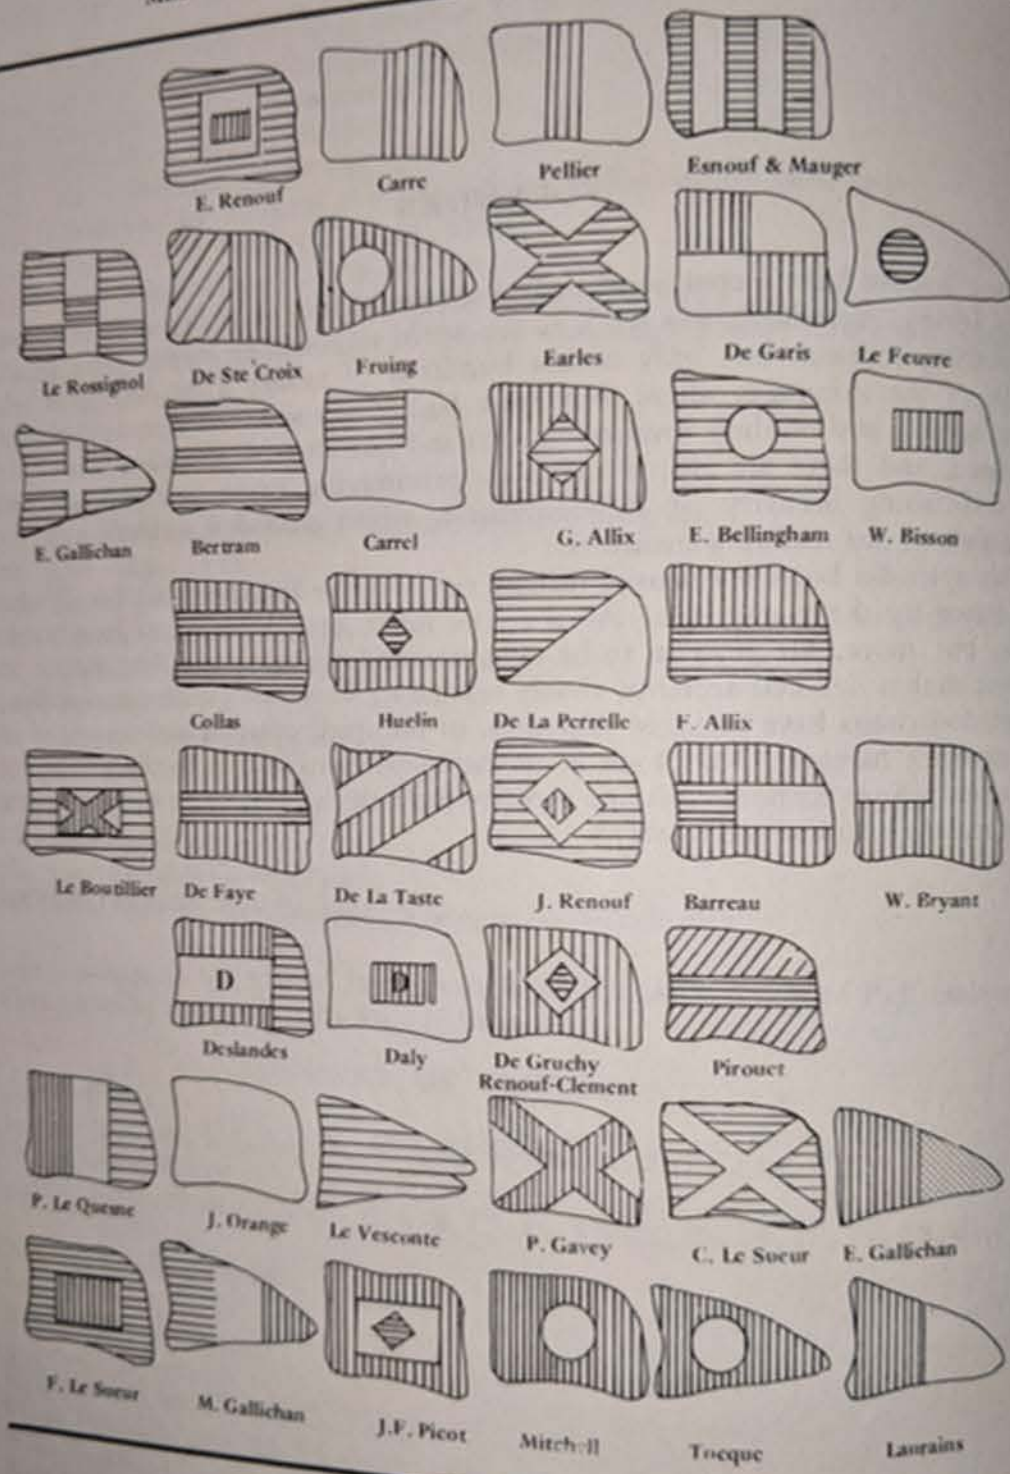 E. Renouf
Carre
Pellier
Esnouf & Mauger
Le Rossignol
De Ste Croix
Fruing
Earles
De Garis
Le Feuvre
E. Gallichan
Bertram
Carrel
G. Allix
E. Bellingham
W. Bisson
Collas
Huelin
De La Perrelle
F. Allix
Le Boutillier
De Faye
De La Taste
J. Renouf
Barreau
W. Bryant
D
D
Deslandes
Daly
De Gruchy
Renouf-Clement
Pirouet
P. Le Quesne
J. Orange
Le Vesconte
P. Gavey
C. Le Sueur
E. Gallichan
F. Le Sueur
M. Gallichan
J.F. Picot
Mitchell
Tocque
Laurains